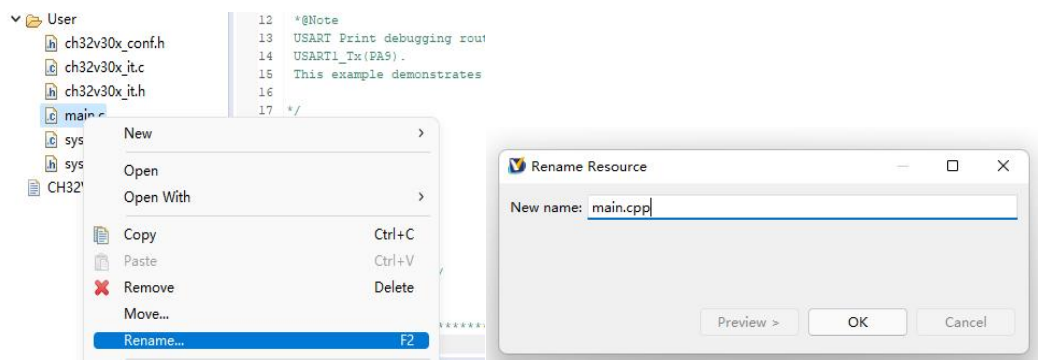 User
ch32v30x_conf.h
ch32v30x_it.c
ch32v30x_it.h
main.c
sys
sys
CH32V
12 *@Note
13 USART Print debugging rout
14 USART1_Tx(PA9).
15 This example demonstrates
16
17 */
New >
Open
Open With >
Copy Ctrl+C
Paste Ctrl+V
Remove Delete
Move...
Rename... F2
/
******
Rename Resource
New name: main.cpp
Preview >
OK
Cancel